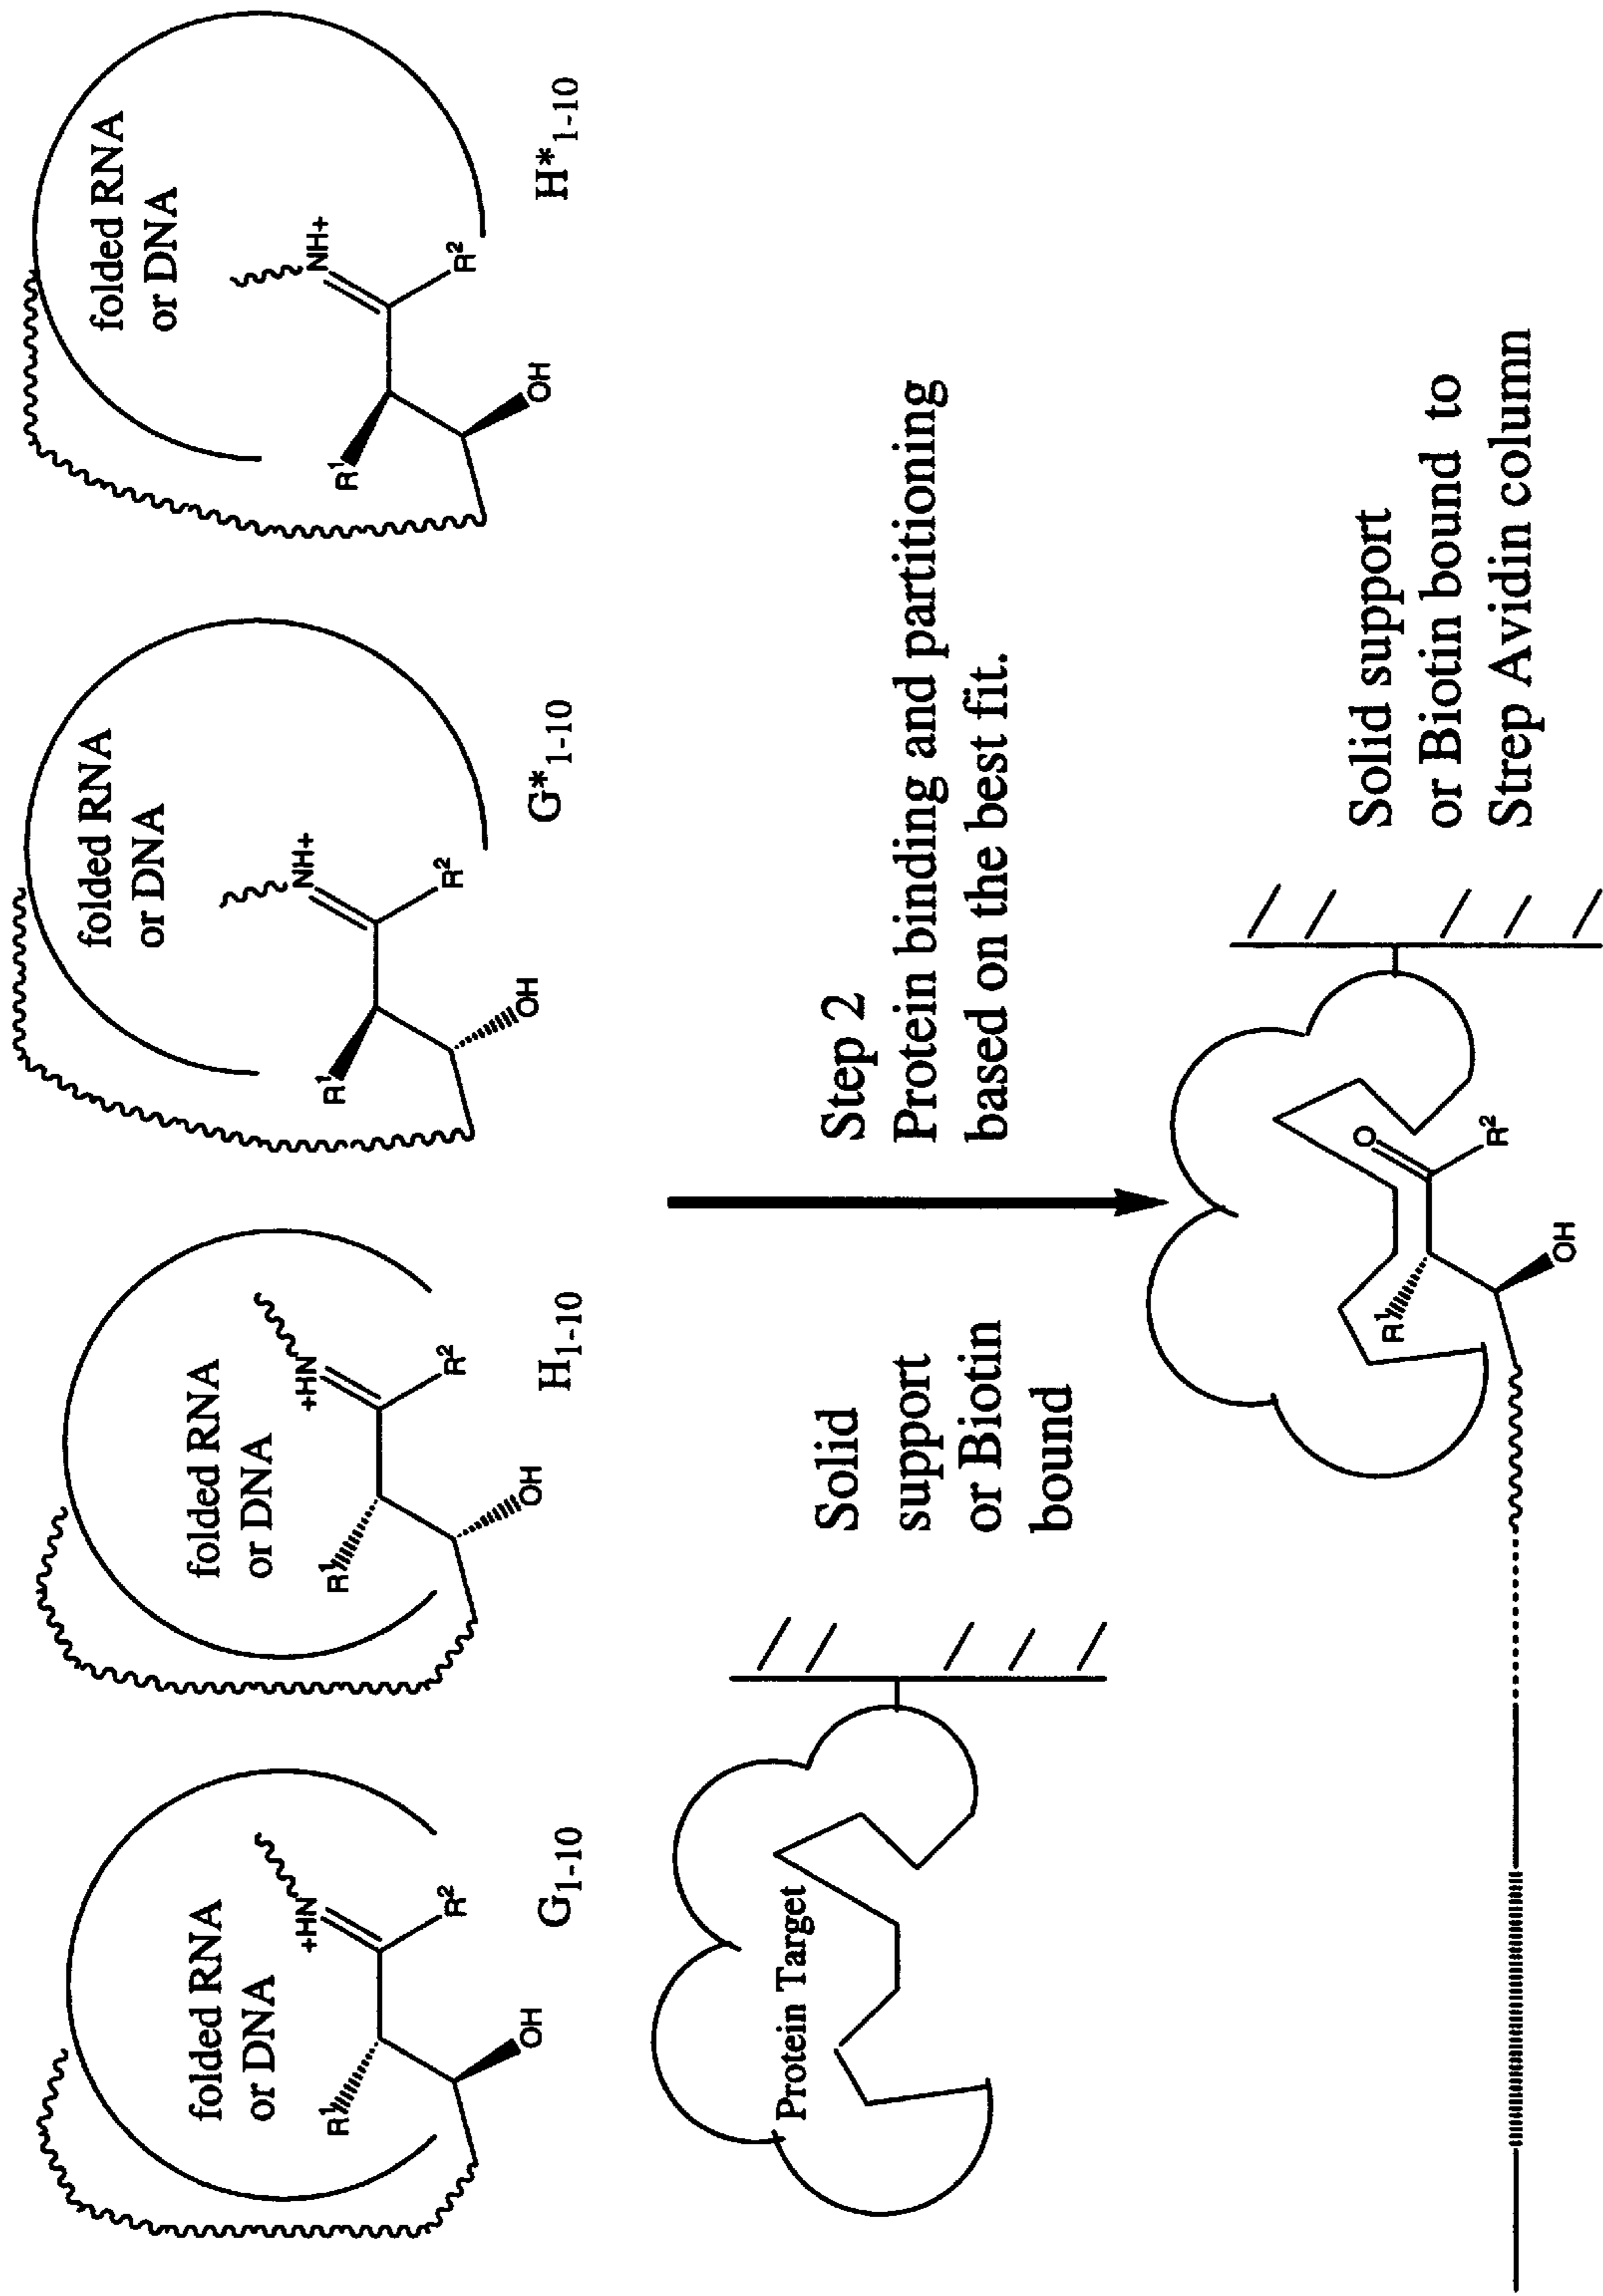 folded RNA
or DNA
+HN
R1
R2
OH
G1-10
folded RNA
or DNA
+HN
R1
R2
OH
H1-10
folded RNA
or DNA
NH+
R1
R2
OH
G*1-10
folded RNA
or DNA
NH+
R1
R2
OH
H*1-10
Protein Target
Solid
support
or Biotin
bound
Step 2
Protein binding and partitioning
based on the best fit.
O
R1
R2
OH
Solid support
or Biotin bound to
Strep Avidin column